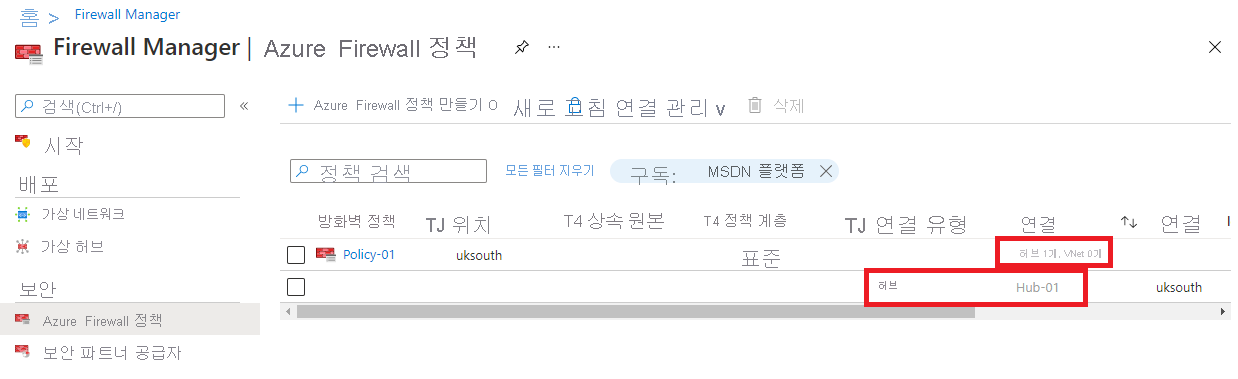 홈 > Firewall Manager
Firewall Manager | Azure Firewall 정책 ...
검색(Ctrl+/) «
+ Azure Firewall 정책 만들기 O 새로 고침 연결 관리 v 삭제
시작
정책 검색 모든 필터 지우기 구독: MSDN 플랫폼
배포
가상 네트워크
가상 허브
방화벽 정책 TJ 위치 T4 상속 원본 T4 정책 계층 TJ 연결 유형 연결 ↑↓ 연결
Policy-01 uksouth 표준 허브 1개, VNet 0개
허브 Hub-01 uksouth
보안
Azure Firewall 정책
보안 파트너 공급자